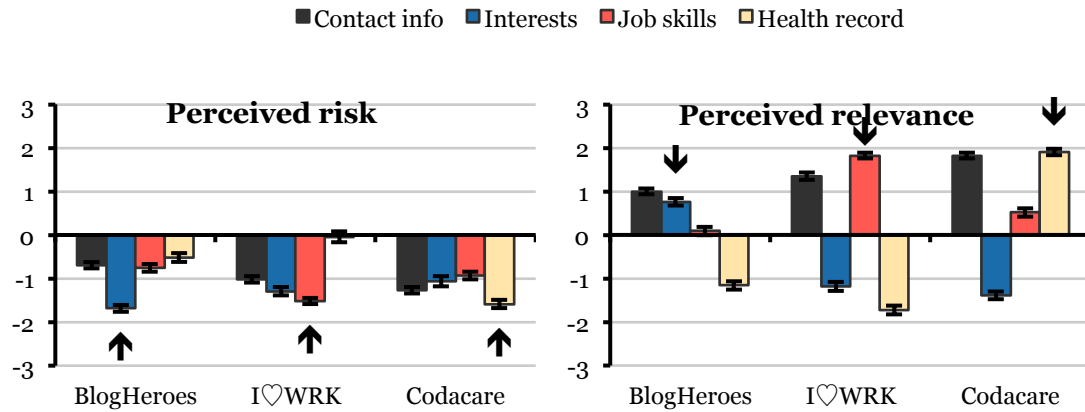 Contact info Interests Job skills Health record
Perceived risk
3
2
1
0
-1
-2
-3
BlogHeroes I♡WRK Codacare
Perceived relevance
3
2
1
0
-1
-2
-3
BlogHeroes I♡WRK Codacare